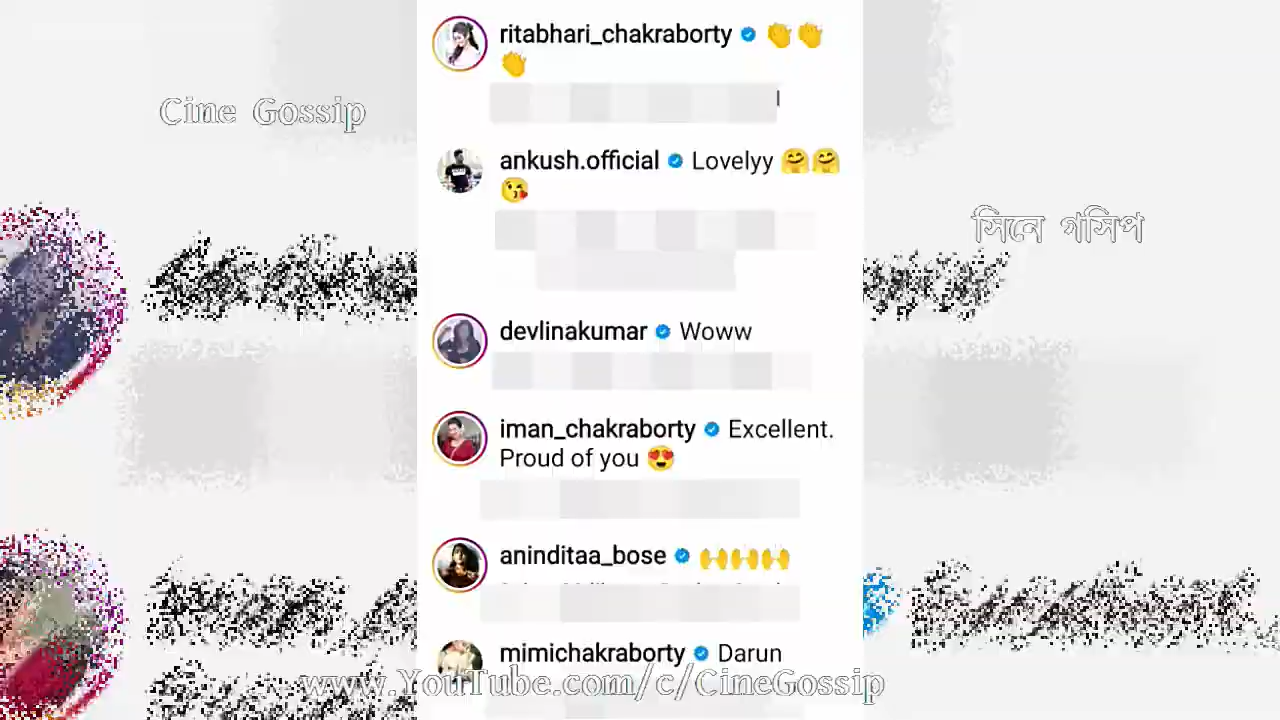 ritabhari_chakraborty 👏👏
👏
Cine Gossip
ankush.official Lovelyy 🤗🤗
😘
সিনে গসিপ
devlinakumar Woww
iman_chakraborty Excellent.
Proud of you 😍
aninditaa_bose 🙌🙌🙌
mimichakraborty Darun
www.YouTube.com/c/CineGossip